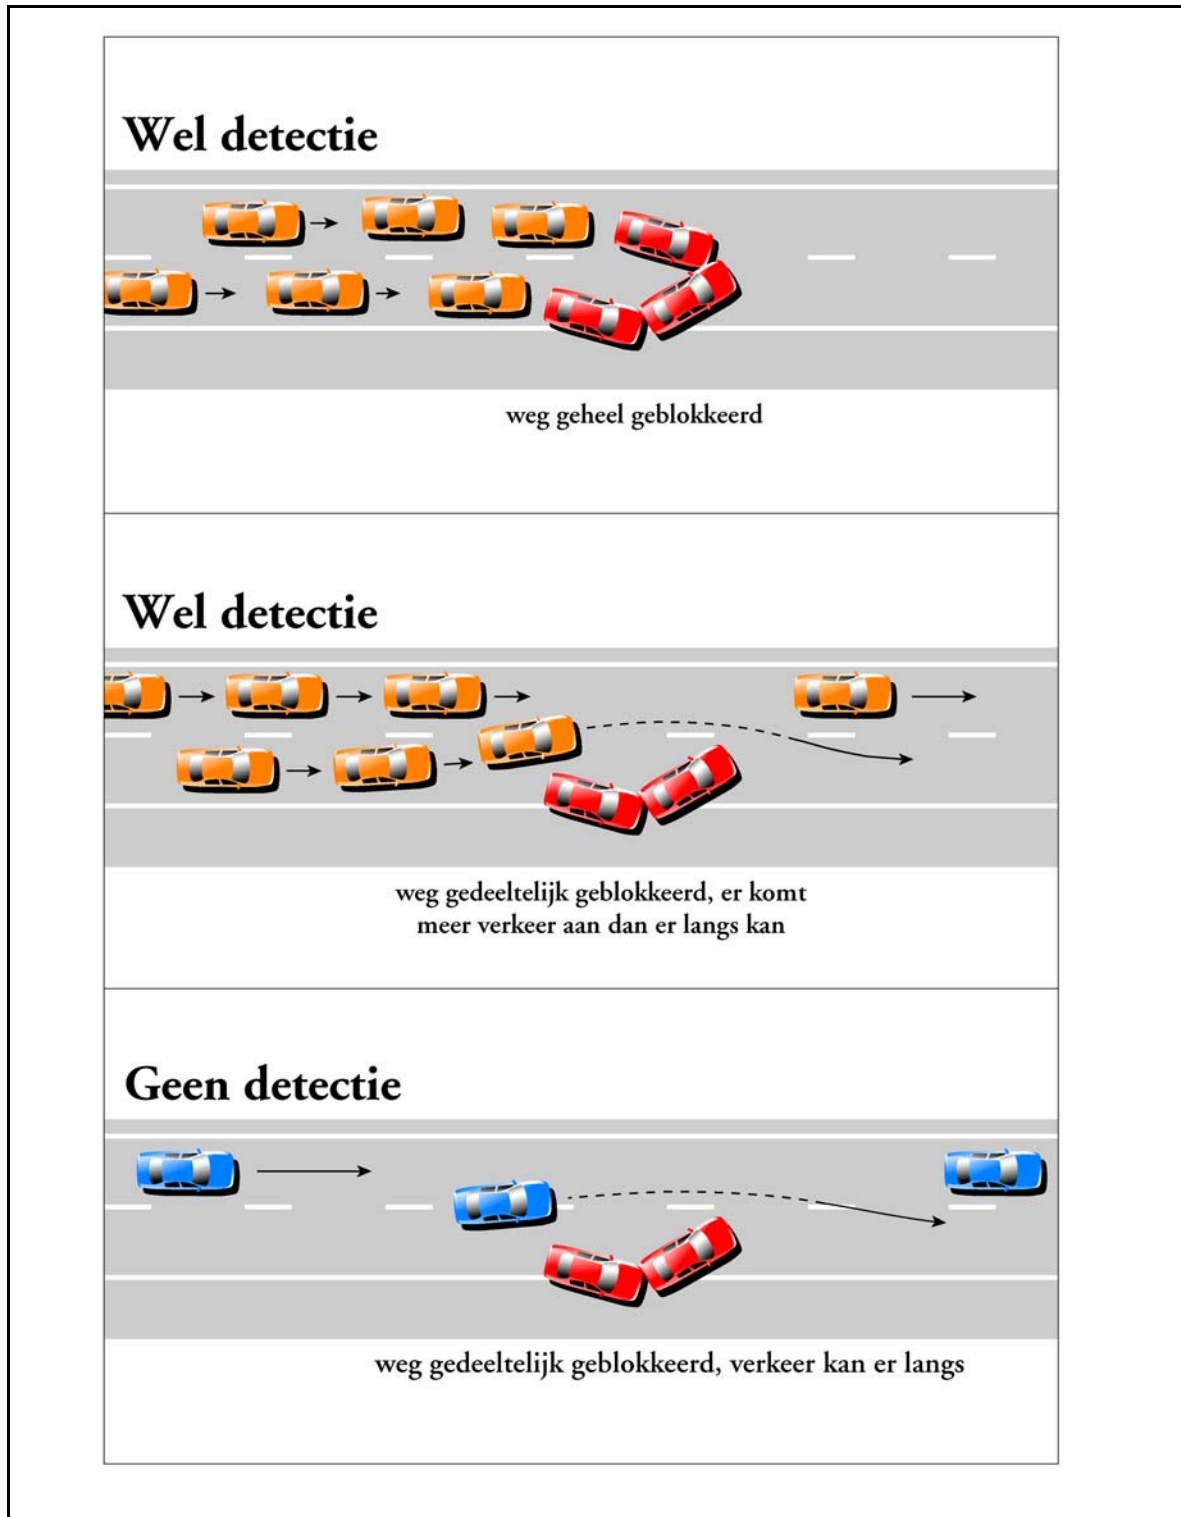 Wel detectie
weg geheel geblokkeerd
Wel detectie
weg gedeeltelijk geblokkeerd, er komt
meer verkeer aan dan er langs kan
Geen detectie
weg gedeeltelijk geblokkeerd, verkeer kan er langs